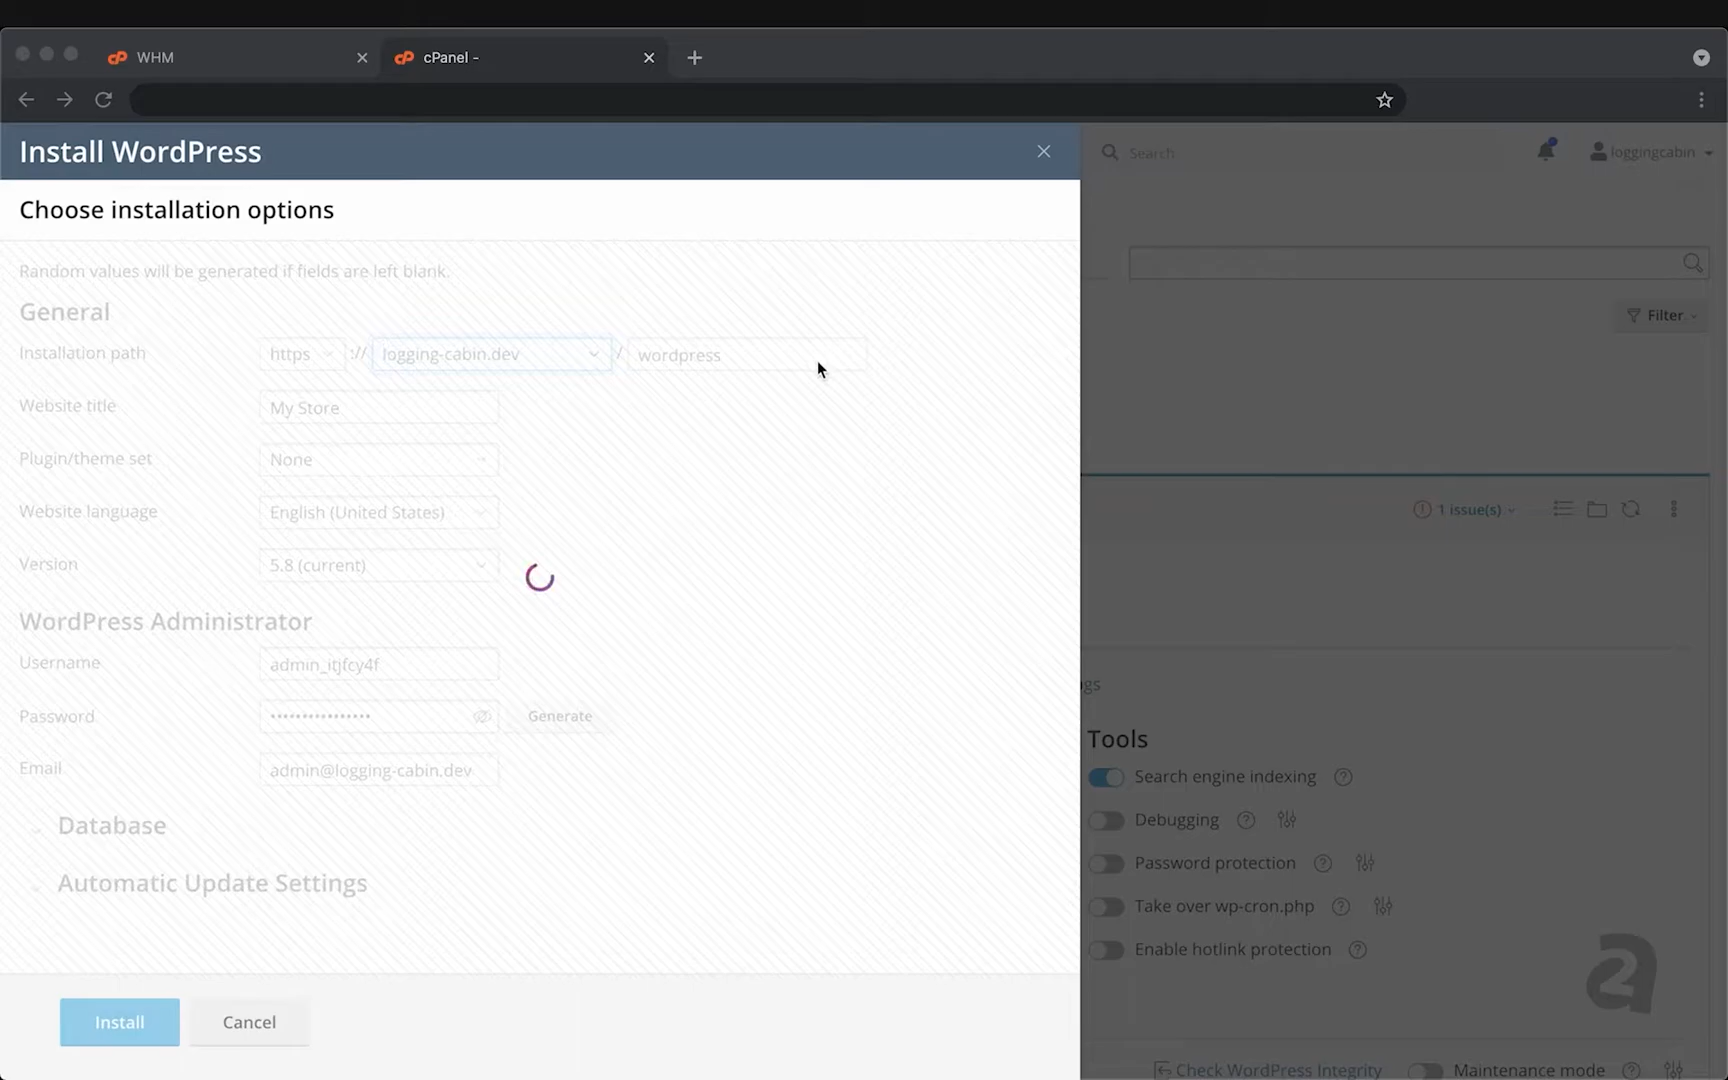 WHM
cPanel -
Install WordPress
Search
loggingcabin
Choose installation options
Random values will be generated if fields are left blank.
General
Filter
Installation path
https
://
logging-cabin.dev
/
wordpress
Website title
My Store
Plugin/theme set
None
Website language
English (United States)
1 issue(s)
Version
5.8 (current)
WordPress Administrator
Username
admin_itjfcy4f
gs
Password
••••••••••••••••
Generate
Tools
Email
admin@logging-cabin.dev
Search engine indexing
Debugging
Database
Password protection
Automatic Update Settings
Take over wp-cron.php
Enable hotlink protection
a2
Install
Cancel
Check WordPress Integrity
Maintenance mode